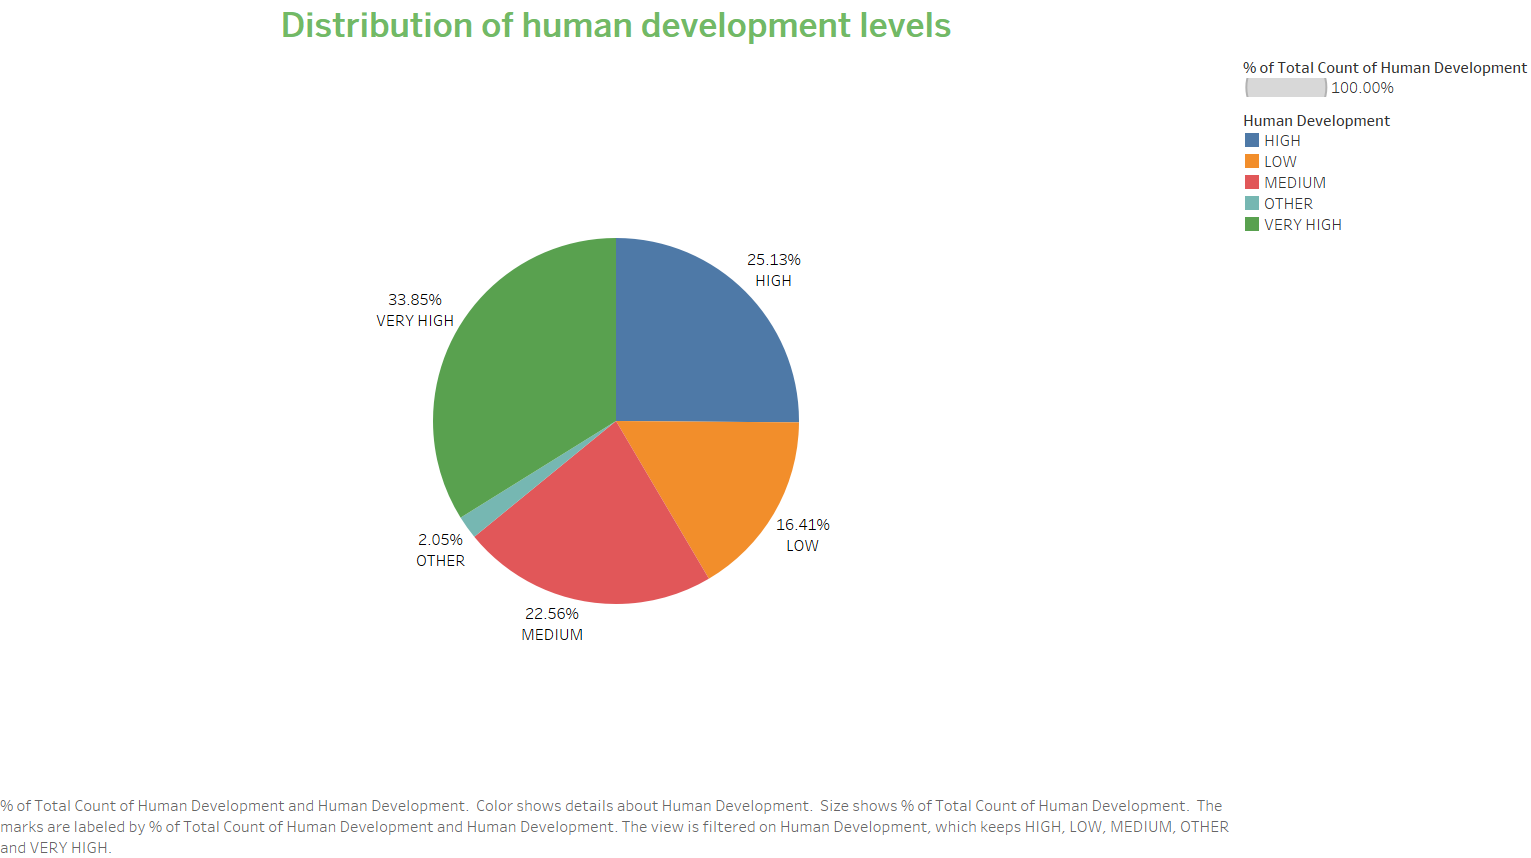 Distribution of human development levels
% of Total Count of Human Development
100.00%
Human Development
HIGH
LOW
MEDIUM
OTHER
VERY HIGH
25.13%
HIGH
33.85%
VERY HIGH
16.41%
LOW
2.05%
OTHER
22.56%
MEDIUM
% of Total Count of Human Development and Human Development.  Color shows details about Human Development.  Size shows % of Total Count of Human Development.  The
marks are labeled by % of Total Count of Human Development and Human Development. The view is filtered on Human Development, which keeps HIGH, LOW, MEDIUM, OTHER
and VERY HIGH.